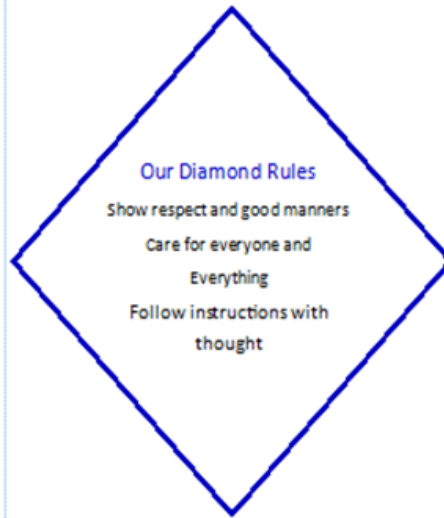 Our Diamond Rules
Show respect and good manners
Care for everyone and
Everything
Follow instructions with
thought